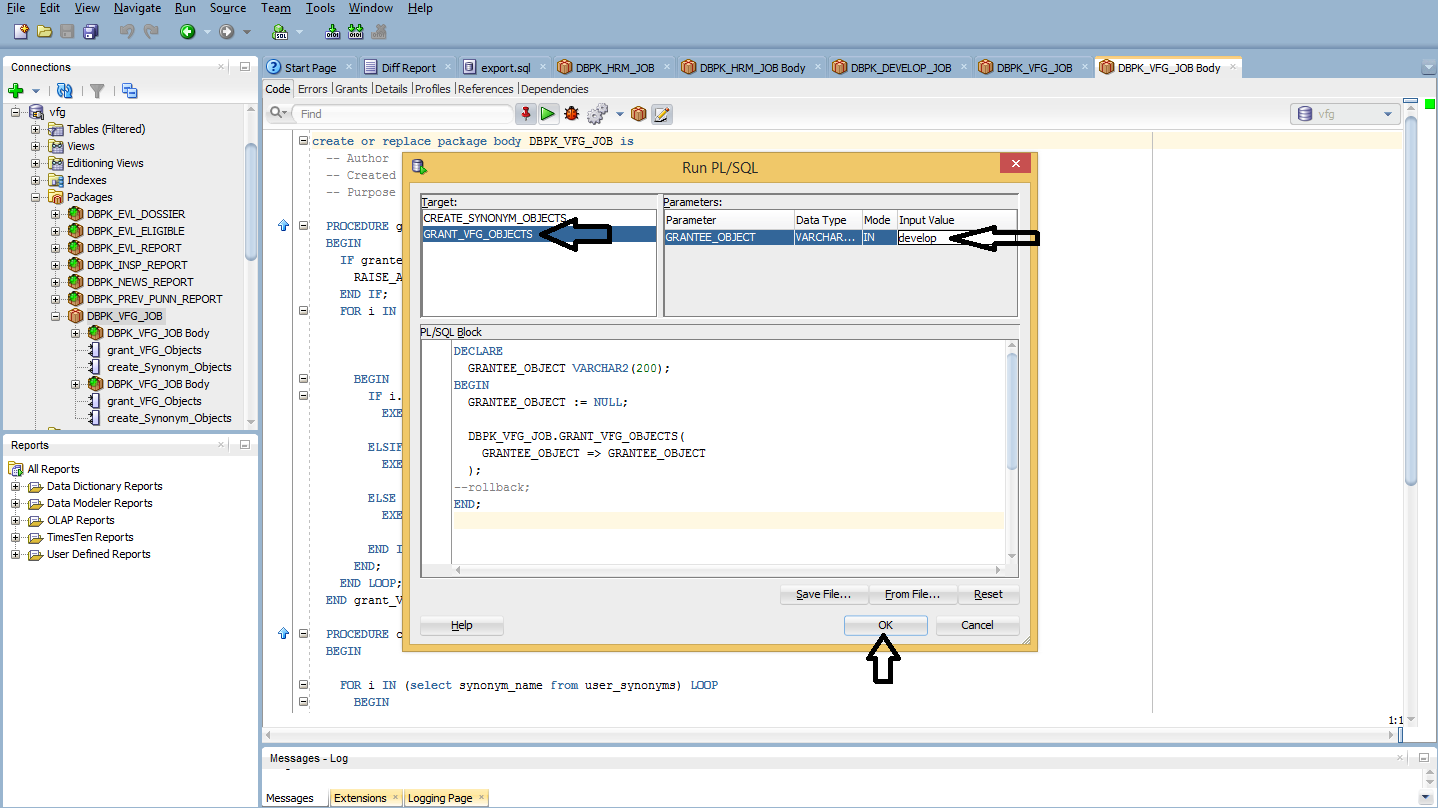 File Edit View Navigate Run Source Team Tools Window Help
Connections
vfg
Tables (Filtered)
Views
Editioning Views
Indexes
Packages
DBPK_EVL_DOSSIER
DBPK_EVL_ELIGIBLE
DBPK_EVL_REPORT
DBPK_INSP_REPORT
DBPK_NEWS_REPORT
DBPK_PREV_PUNN_REPORT
DBPK_VFG_JOB
DBPK_VFG_JOB Body
grant_VFG_Objects
create_Synonym_Objects
DBPK_VFG_JOB Body
grant_VFG_Objects
create_Synonym_Objects
Reports
All Reports
Data Dictionary Reports
Data Modeler Reports
OLAP Reports
TimesTen Reports
User Defined Reports
Start Page Diff Report export.sql DBPK_HRM_JOB DBPK_HRM_JOB Body DBPK_DEVELOP_JOB DBPK_VFG_JOB DBPK_VFG_JOB Body
Code Errors Grants Details Profiles References Dependencies
Find vfg
create or replace package body DBPK_VFG_JOB is
-- Author
-- Created
-- Purpose
PROCEDURE g
BEGIN
IF grante
RAISE_A
END IF;
FOR i IN
BEGIN
IF i.
EXE
ELSIF
EXE
ELSE
EXE
END I
END;
END LOOP;
END grant_V
PROCEDURE c
BEGIN
FOR i IN (select synonym_name from user_synonyms) LOOP
BEGIN
1:1
Run PL/SQL
Target:
CREATE_SYNONYM_OBJECTS
GRANT_VFG_OBJECTS
Parameters:
Parameter Data Type Mode Input Value
GRANTEE_OBJECT VARCHAR... IN develop
PL/SQL Block
DECLARE
GRANTEE_OBJECT VARCHAR2(200);
BEGIN
GRANTEE_OBJECT := NULL;
DBPK_VFG_JOB.GRANT_VFG_OBJECTS(
GRANTEE_OBJECT => GRANTEE_OBJECT
);
--rollback;
END;
Save File... From File... Reset
Help OK Cancel
Messages - Log
Messages Extensions Logging Page